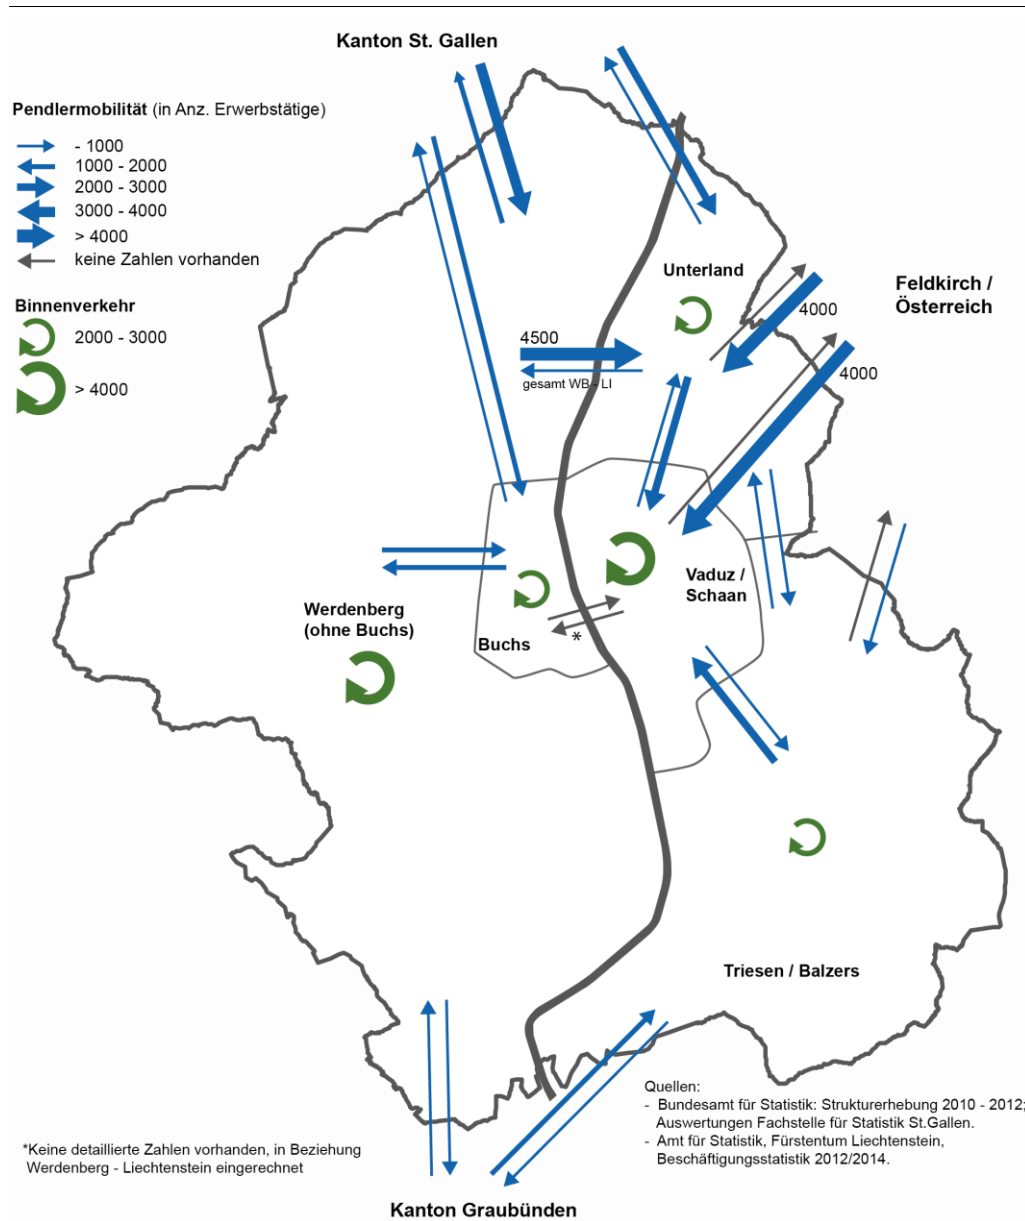 Kanton St. Gallen
Pendlermobilität (in Anz. Erwerbstätige)
- 1000
1000 - 2000
2000 - 3000
3000 - 4000
> 4000
keine Zahlen vorhanden
Binnenverkehr
2000 - 3000
> 4000
Unterland
Feldkirch /
Österreich
4000
4500
gesamt WB - LI
4000
Vaduz /
Schaan
Werdenberg
(ohne Buchs)
Buchs
*
Triesen / Balzers
Quellen:
- Bundesamt für Statistik: Strukturerhebung 2010 - 2012;
Auswertungen Fachstelle für Statistik St.Gallen.
- Amt für Statistik, Fürstentum Liechtenstein,
Beschäftigungsstatistik 2012/2014.
*Keine detaillierte Zahlen vorhanden, in Beziehung
Werdenberg - Liechtenstein eingerechnet
Kanton Graubünden